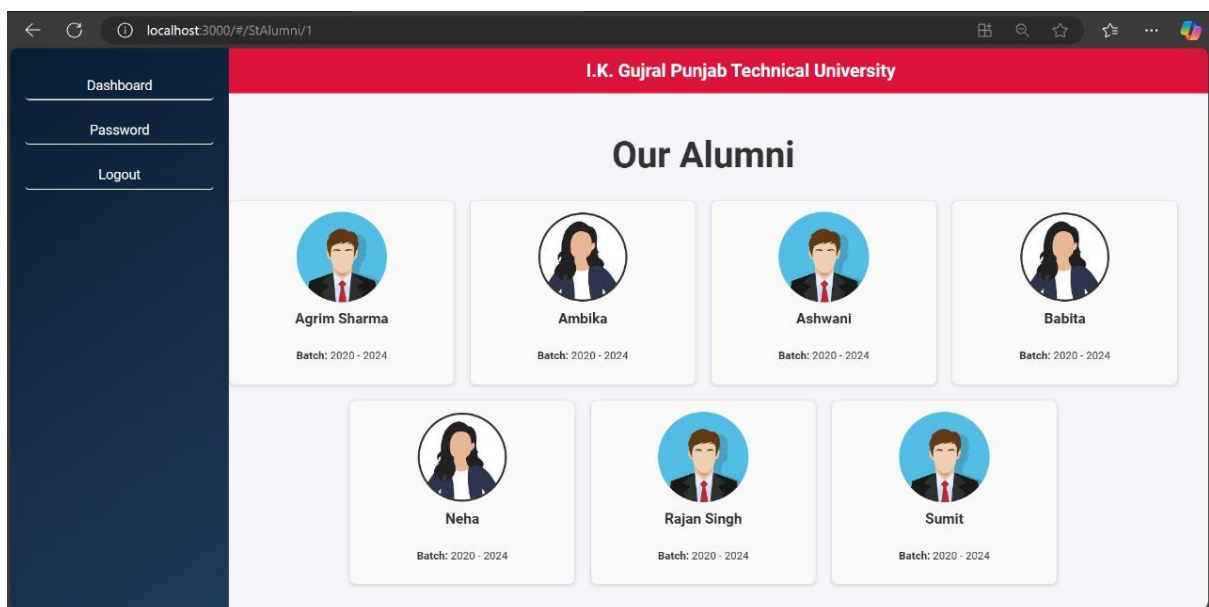 localhost:3000/#/StAlumni/1
I.K. Gujral Punjab Technical University
Dashboard
Password
Logout
Our Alumni
Agrim Sharma
Batch: 2020 - 2024
Ambika
Batch: 2020 - 2024
Ashwani
Batch: 2020 - 2024
Babita
Batch: 2020 - 2024
Neha
Batch: 2020 - 2024
Rajan Singh
Batch: 2020 - 2024
Sumit
Batch: 2020 - 2024